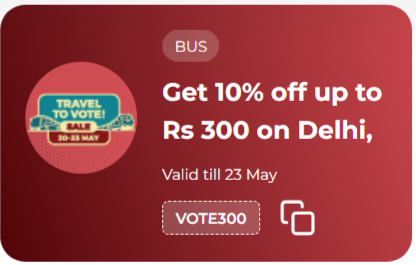 BUS
TRAVEL
TO VOTE!
SALE
20-23 MAY
Get 10% off up to
Rs 300 on Delhi,
Valid till 23 May
VOTE300